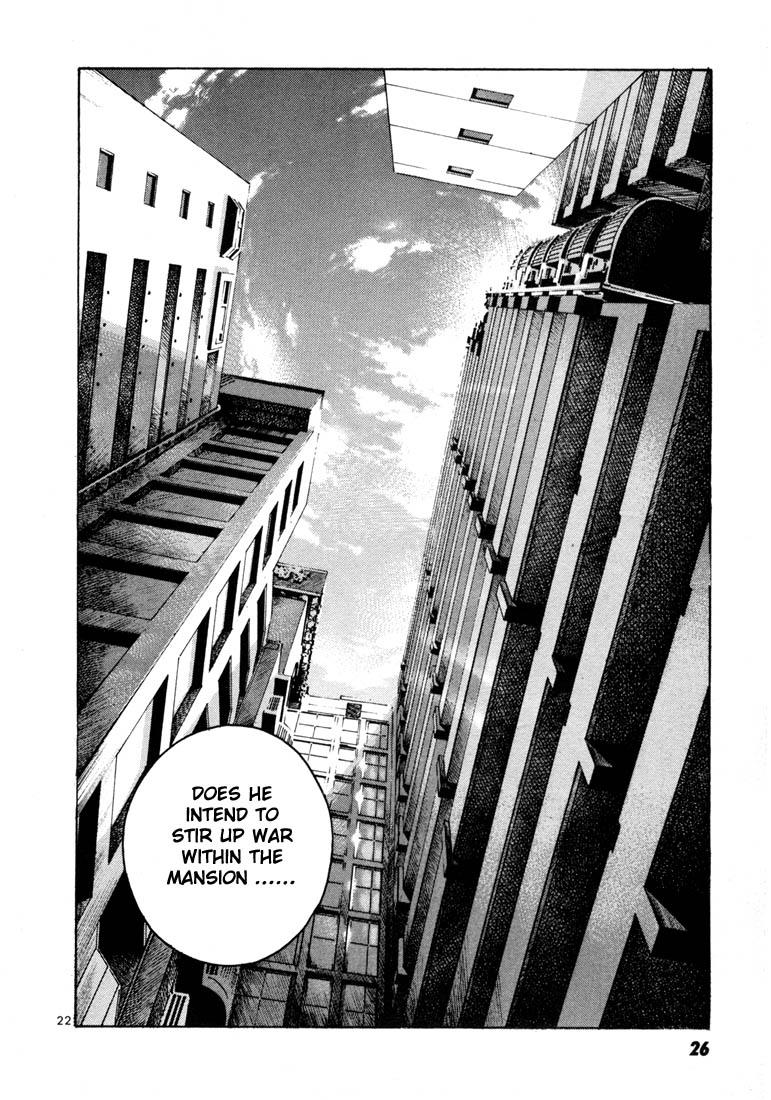 DOES HE
INTEND TO
STIR UP WAR
WITHIN THE
MANSION ......
22
26